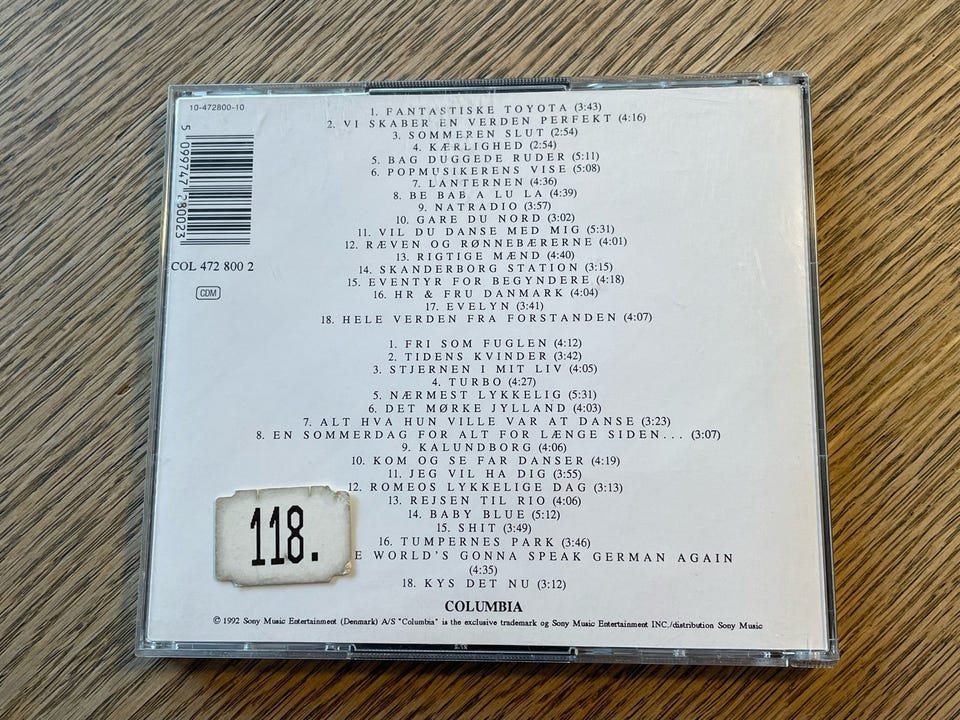 10-472800-10
5 099747 280023
COL 472 800 2
CDM
1. FANTASTISKE TOYOTA (3:43)
2. VI SKABER EN VERDEN PERFEKT (4:16)
3. SOMMEREN SLUT (2:54)
4. KÆRLIGHED (2:54)
5. BAG DUGGEDE RUDER (5:11)
6. POPMUSIKERENS VISE (5:08)
7. LANTERNEN (4:36)
8. BE BAB A LU LA (4:39)
9. NATRADIO (3:57)
10. GARE DU NORD (3:02)
11. VIL DU DANSE MED MIG (5:31)
12. RÆVEN OG RØNNEBÆRERNE (4:01)
13. RIGTIGE MÆND (4:40)
14. SKANDERBORG STATION (3:15)
15. EVENTYR FOR BEGYNDERE (4:18)
16. HR & FRU DANMARK (4:04)
17. EVELYN (3:41)
18. HELE VERDEN FRA FORSTANDEN (4:07)
1. FRI SOM FUGLEN (4:12)
2. TIDENS KVINDER (3:42)
3. STJERNEN I MIT LIV (4:05)
4. TURBO (4:27)
5. NÆRMEST LYKKELIG (5:31)
6. DET MØRKE JYLLAND (4:03)
7. ALT HVA HUN VILLE VAR AT DANSE (3:23)
8. EN SOMMERDAG FOR ALT FOR LÆNGE SIDEN... (3:07)
9. KALUNDBORG (4:06)
10. KOM OG SE FAR DANSER (4:19)
11. JEG VIL HA DIG (3:55)
12. ROMEOS LYKKELIGE DAG (3:13)
13. REJSEN TIL RIO (4:06)
14. BABY BLUE (5:12)
15. SHIT (3:49)
16. TUMPERNES PARK (3:46)
E WORLD'S GONNA SPEAK GERMAN AGAIN
(4:35)
18. KYS DET NU (3:12)
118.
COLUMBIA
© 1992 Sony Music Entertainment (Denmark) A/S "Columbia" is the exclusive trademark og Sony Music Entertainment INC./distribution Sony Music